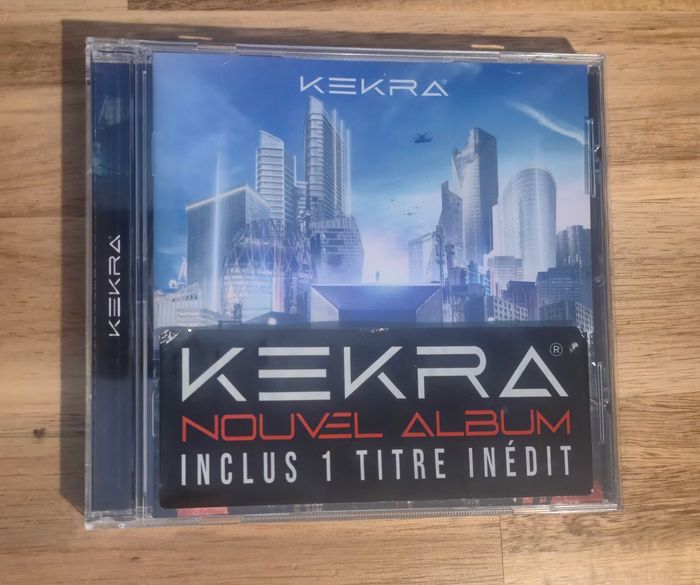 KEKRA
KEKRA
KEKRA®
NOUVEL ALBUM
INCLUS 1 TITRE INÉDIT